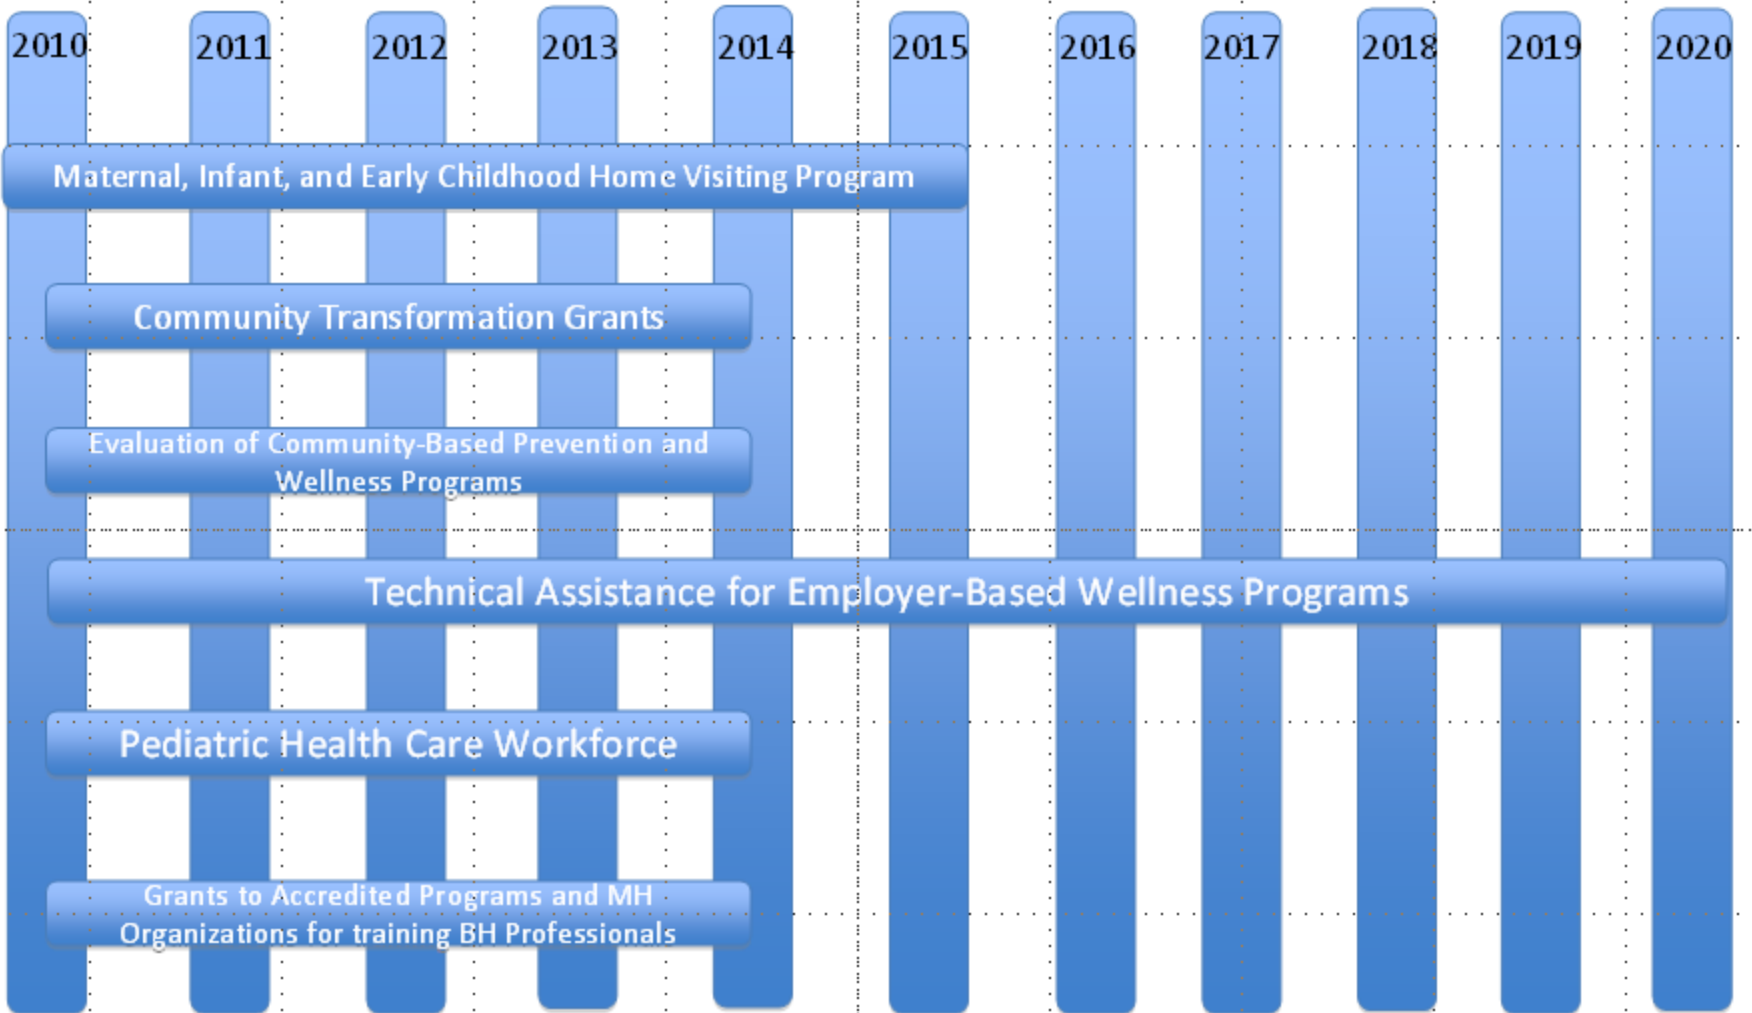 2010 2011 2012 2013 2014 2015 2016 2017 2018 2019 2020
Maternal, Infant, and Early Childhood Home Visiting Program
Community Transformation Grants
Evaluation of Community-Based Prevention and
Wellness Programs
Technical Assistance for Employer-Based Wellness Programs
Pediatric Health Care Workforce
Grants to Accredited Programs and MH
Organizations for training BH Professionals